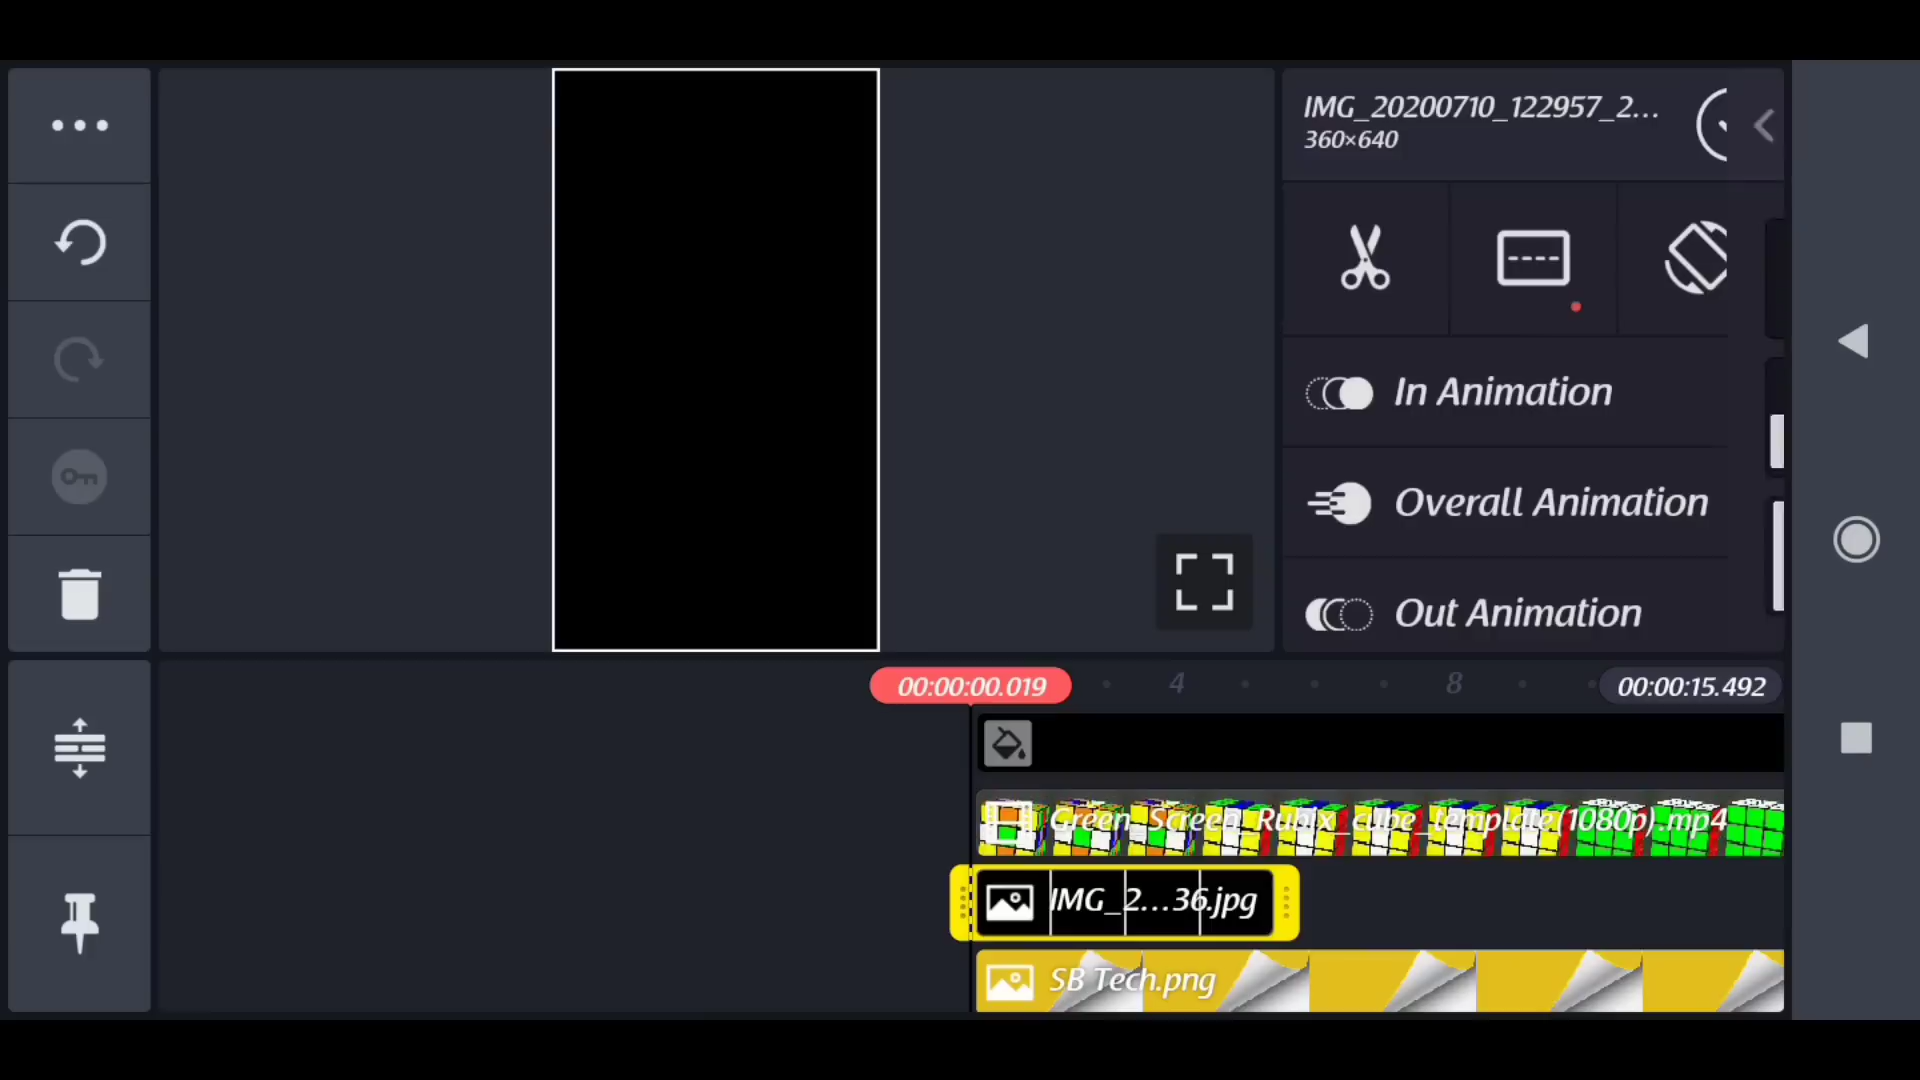 IMG_20200710_122957_2...
360×640
In Animation
Overall Animation
Out Animation
00:00:00.019
4
8
00:00:15.492
Green_Screen_Rubix_cube_template(1080p).mp4
IMG_2...36.jpg
SB Tech.png